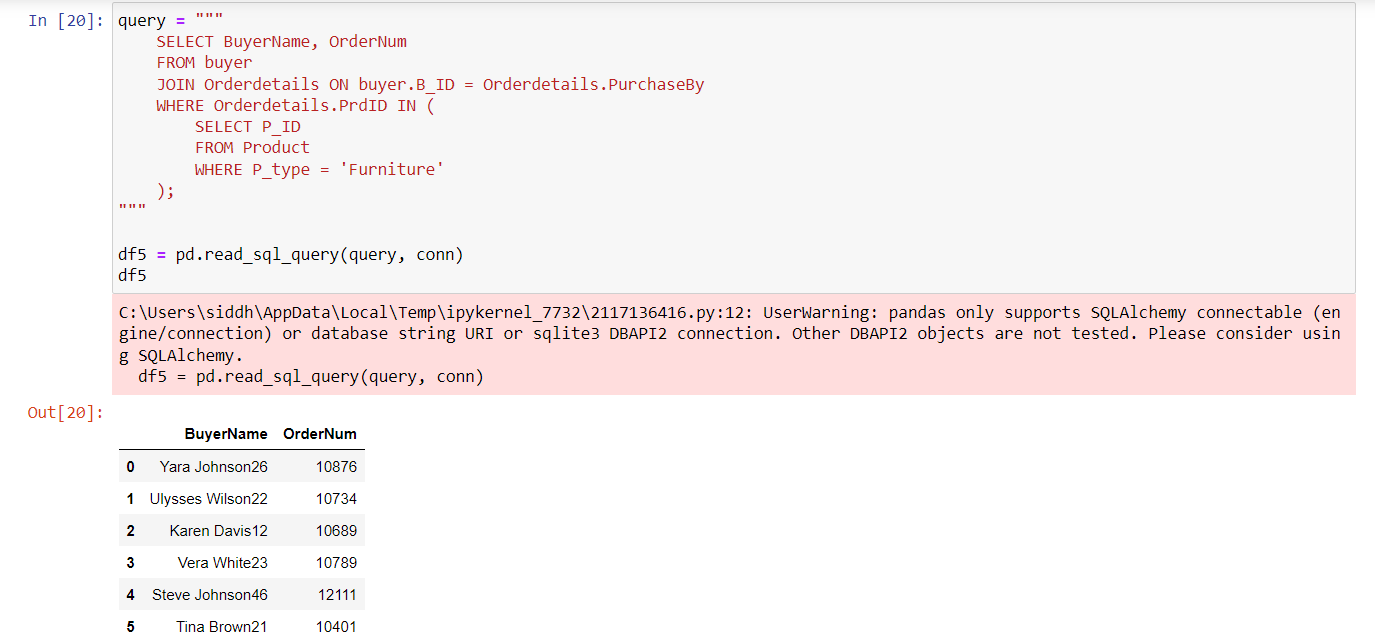 In [20]: query = """
SELECT BuyerName, OrderNum
FROM buyer
JOIN Orderdetails ON buyer.B_ID = Orderdetails.PurchaseBy
WHERE Orderdetails.PrdID IN (
SELECT P_ID
FROM Product
WHERE P_type = 'Furniture'
);
"""
df5 = pd.read_sql_query(query, conn)
df5
C:\Users\siddh\AppData\Local\Temp\ipykernel_7732\2117136416.py:12: UserWarning: pandas only supports SQLAlchemy connectable (en
gine/connection) or database string URI or sqlite3 DBAPI2 connection. Other DBAPI2 objects are not tested. Please consider usin
g SQLAlchemy.
df5 = pd.read_sql_query(query, conn)
Out[20]:
BuyerName OrderNum
0 Yara Johnson26 10876
1 Ulysses Wilson22 10734
2 Karen Davis12 10689
3 Vera White23 10789
4 Steve Johnson46 12111
5 Tina Brown21 10401